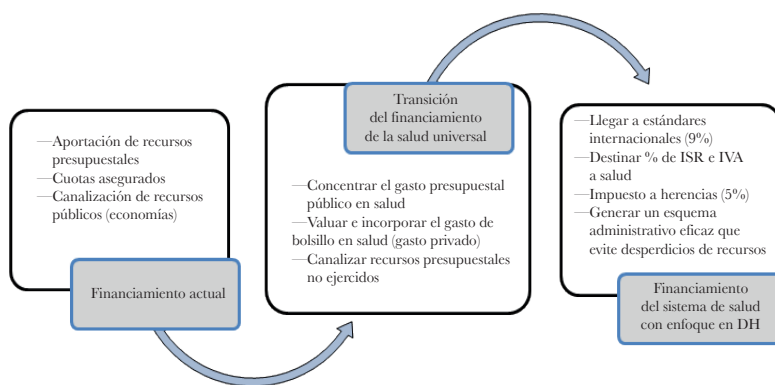 —Aportación de recursos
presupuestales
—Cuotas asegurados
—Canalización de recursos
públicos (economías)
Financiamiento actual
Transición
del financiamiento
de la salud universal
—Concentrar el gasto presupuestal
público en salud
—Valuar e incorporar el gasto de
bolsillo en salud (gasto privado)
—Canalizar recursos presupuestales
no ejercidos
—Llegar a estándares
internacionales (9%)
—Destinar % de ISR e IVA
a salud
—Impuesto a herencias (5%)
—Generar un esquema
administrativo eficaz que
evite desperdicios de recursos
Financiamiento
del sistema de salud
con enfoque en DH